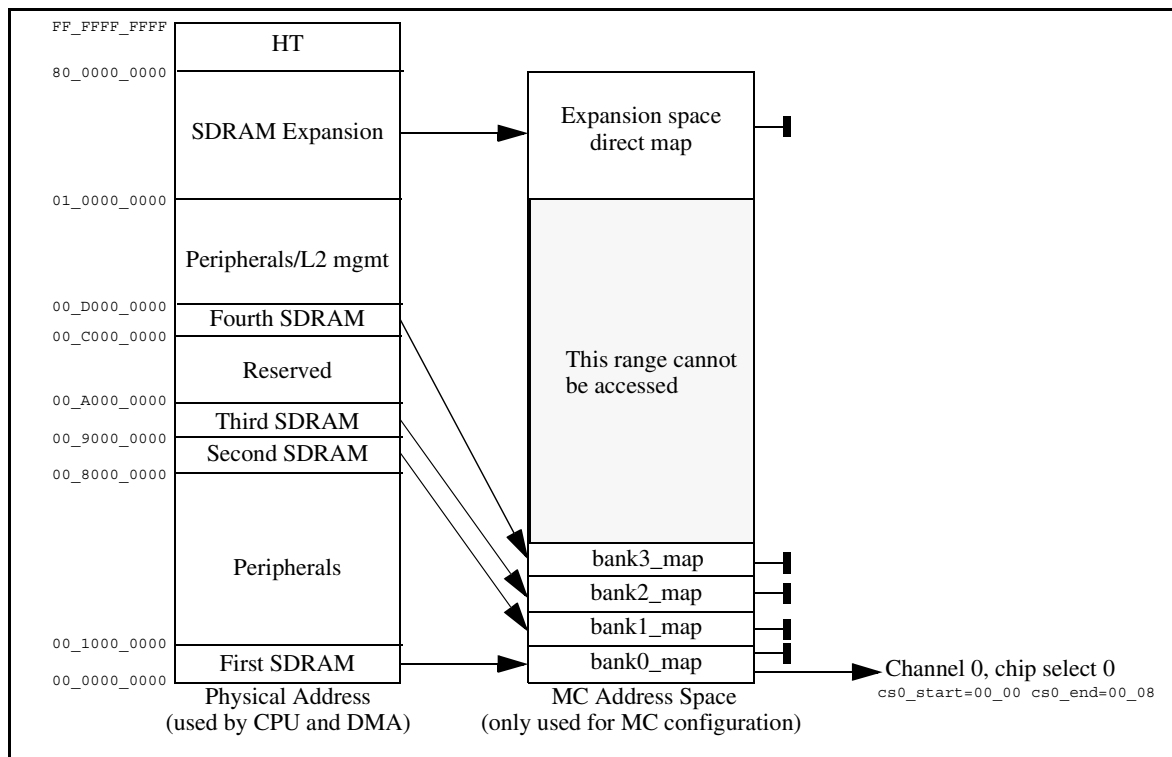 FF_FFFF_FFFF
HT
80_0000_0000
SDRAM Expansion
Expansion space
direct map
01_0000_0000
Peripherals/L2 mgmt
00_D000_0000
Fourth SDRAM
00_C000_0000
Reserved
This range cannot
be accessed
00_A000_0000
Third SDRAM
00_9000_0000
Second SDRAM
00_8000_0000
Peripherals
bank3_map
bank2_map
bank1_map
00_1000_0000
First SDRAM
bank0_map
Channel 0, chip select 0
00_0000_0000
cs0_start=00_00 cs0_end=00_08
Physical Address
(used by CPU and DMA)
MC Address Space
(only used for MC configuration)